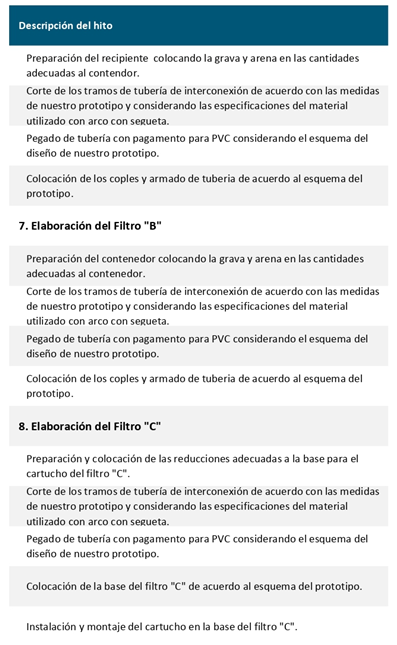 Descripción del hito
Preparación del recipiente colocando la grava y arena en las cantidades
adecuadas al contendor.
Corte de los tramos de tubería de interconexión de acuerdo con las medidas
de nuestro prototipo y considerando las especificaciones del material
utilizado con arco con segueta.
Pegado de tubería con pagamento para PVC considerando el esquema del
diseño de nuestro prototipo.
Colocación de los coples y armado de tuberia de acuerdo al esquema del
prototipo.
7. Elaboración del Filtro "B"
Preparación del contenedor colocando la grava y arena en las cantidades
adecuadas al contenedor.
Corte de los tramos de tubería de interconexión de acuerdo con las medidas
de nuestro prototipo y considerando las especificaciones del material
utilizado con arco con segueta.
Pegado de tubería con pagamento para PVC considerando el esquema del
diseño de nuestro prototipo.
Colocación de los coples y armado de tuberia de acuerdo al esquema del
prototipo.
8. Elaboración del Filtro "C"
Preparación y colocación de las reducciones adecuadas a la base para el
cartucho del filtro "C".
Corte de los tramos de tubería de interconexión de acuerdo con las medidas
de nuestro prototipo y considerando las especificaciones del material
utilizado con arco con segueta.
Pegado de tubería con pagamento para PVC considerando el esquema del
diseño de nuestro prototipo.
Colocación de la base del filtro "C" de acuerdo al esquema del prototipo.
Instalación y montaje del cartucho en la base del filtro "C".